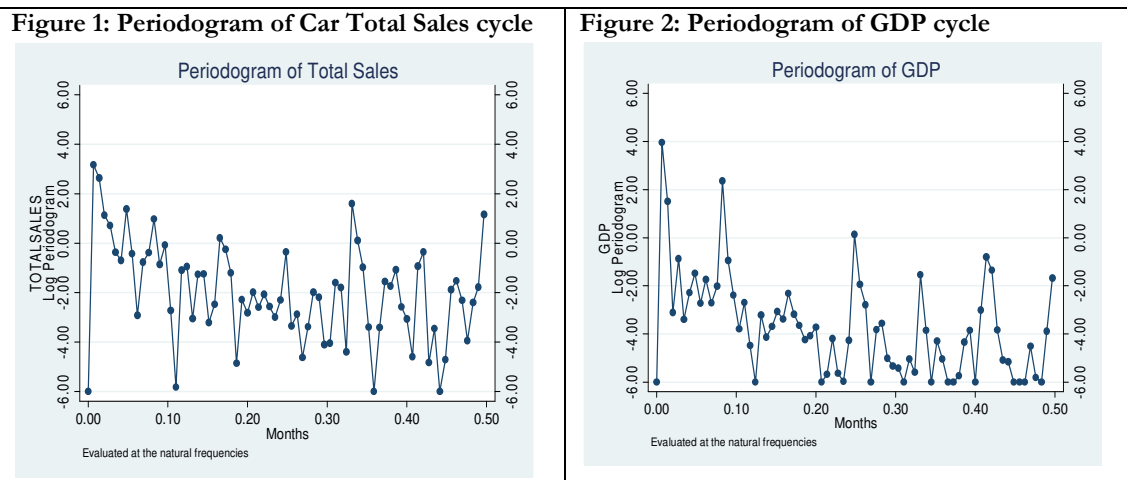 Figure 1: Periodogram of Car Total Sales cycle
Periodogram of Total Sales
TOTALSALES
Log Periodogram
6.00
4.00
2.00
0.00
-2.00
-4.00
-6.00
6.00
4.00
2.00
0.00
-2.00
-4.00
-6.00
0.00 0.10 0.20 0.30 0.40 0.50
Months
Evaluated at the natural frequencies
Figure 2: Periodogram of GDP cycle
Periodogram of GDP
GDP
Log Periodogram
6.00
4.00
2.00
0.00
-2.00
-4.00
-6.00
6.00
4.00
2.00
0.00
-2.00
-4.00
-6.00
0.00 0.10 0.20 0.30 0.40 0.50
Months
Evaluated at the natural frequencies